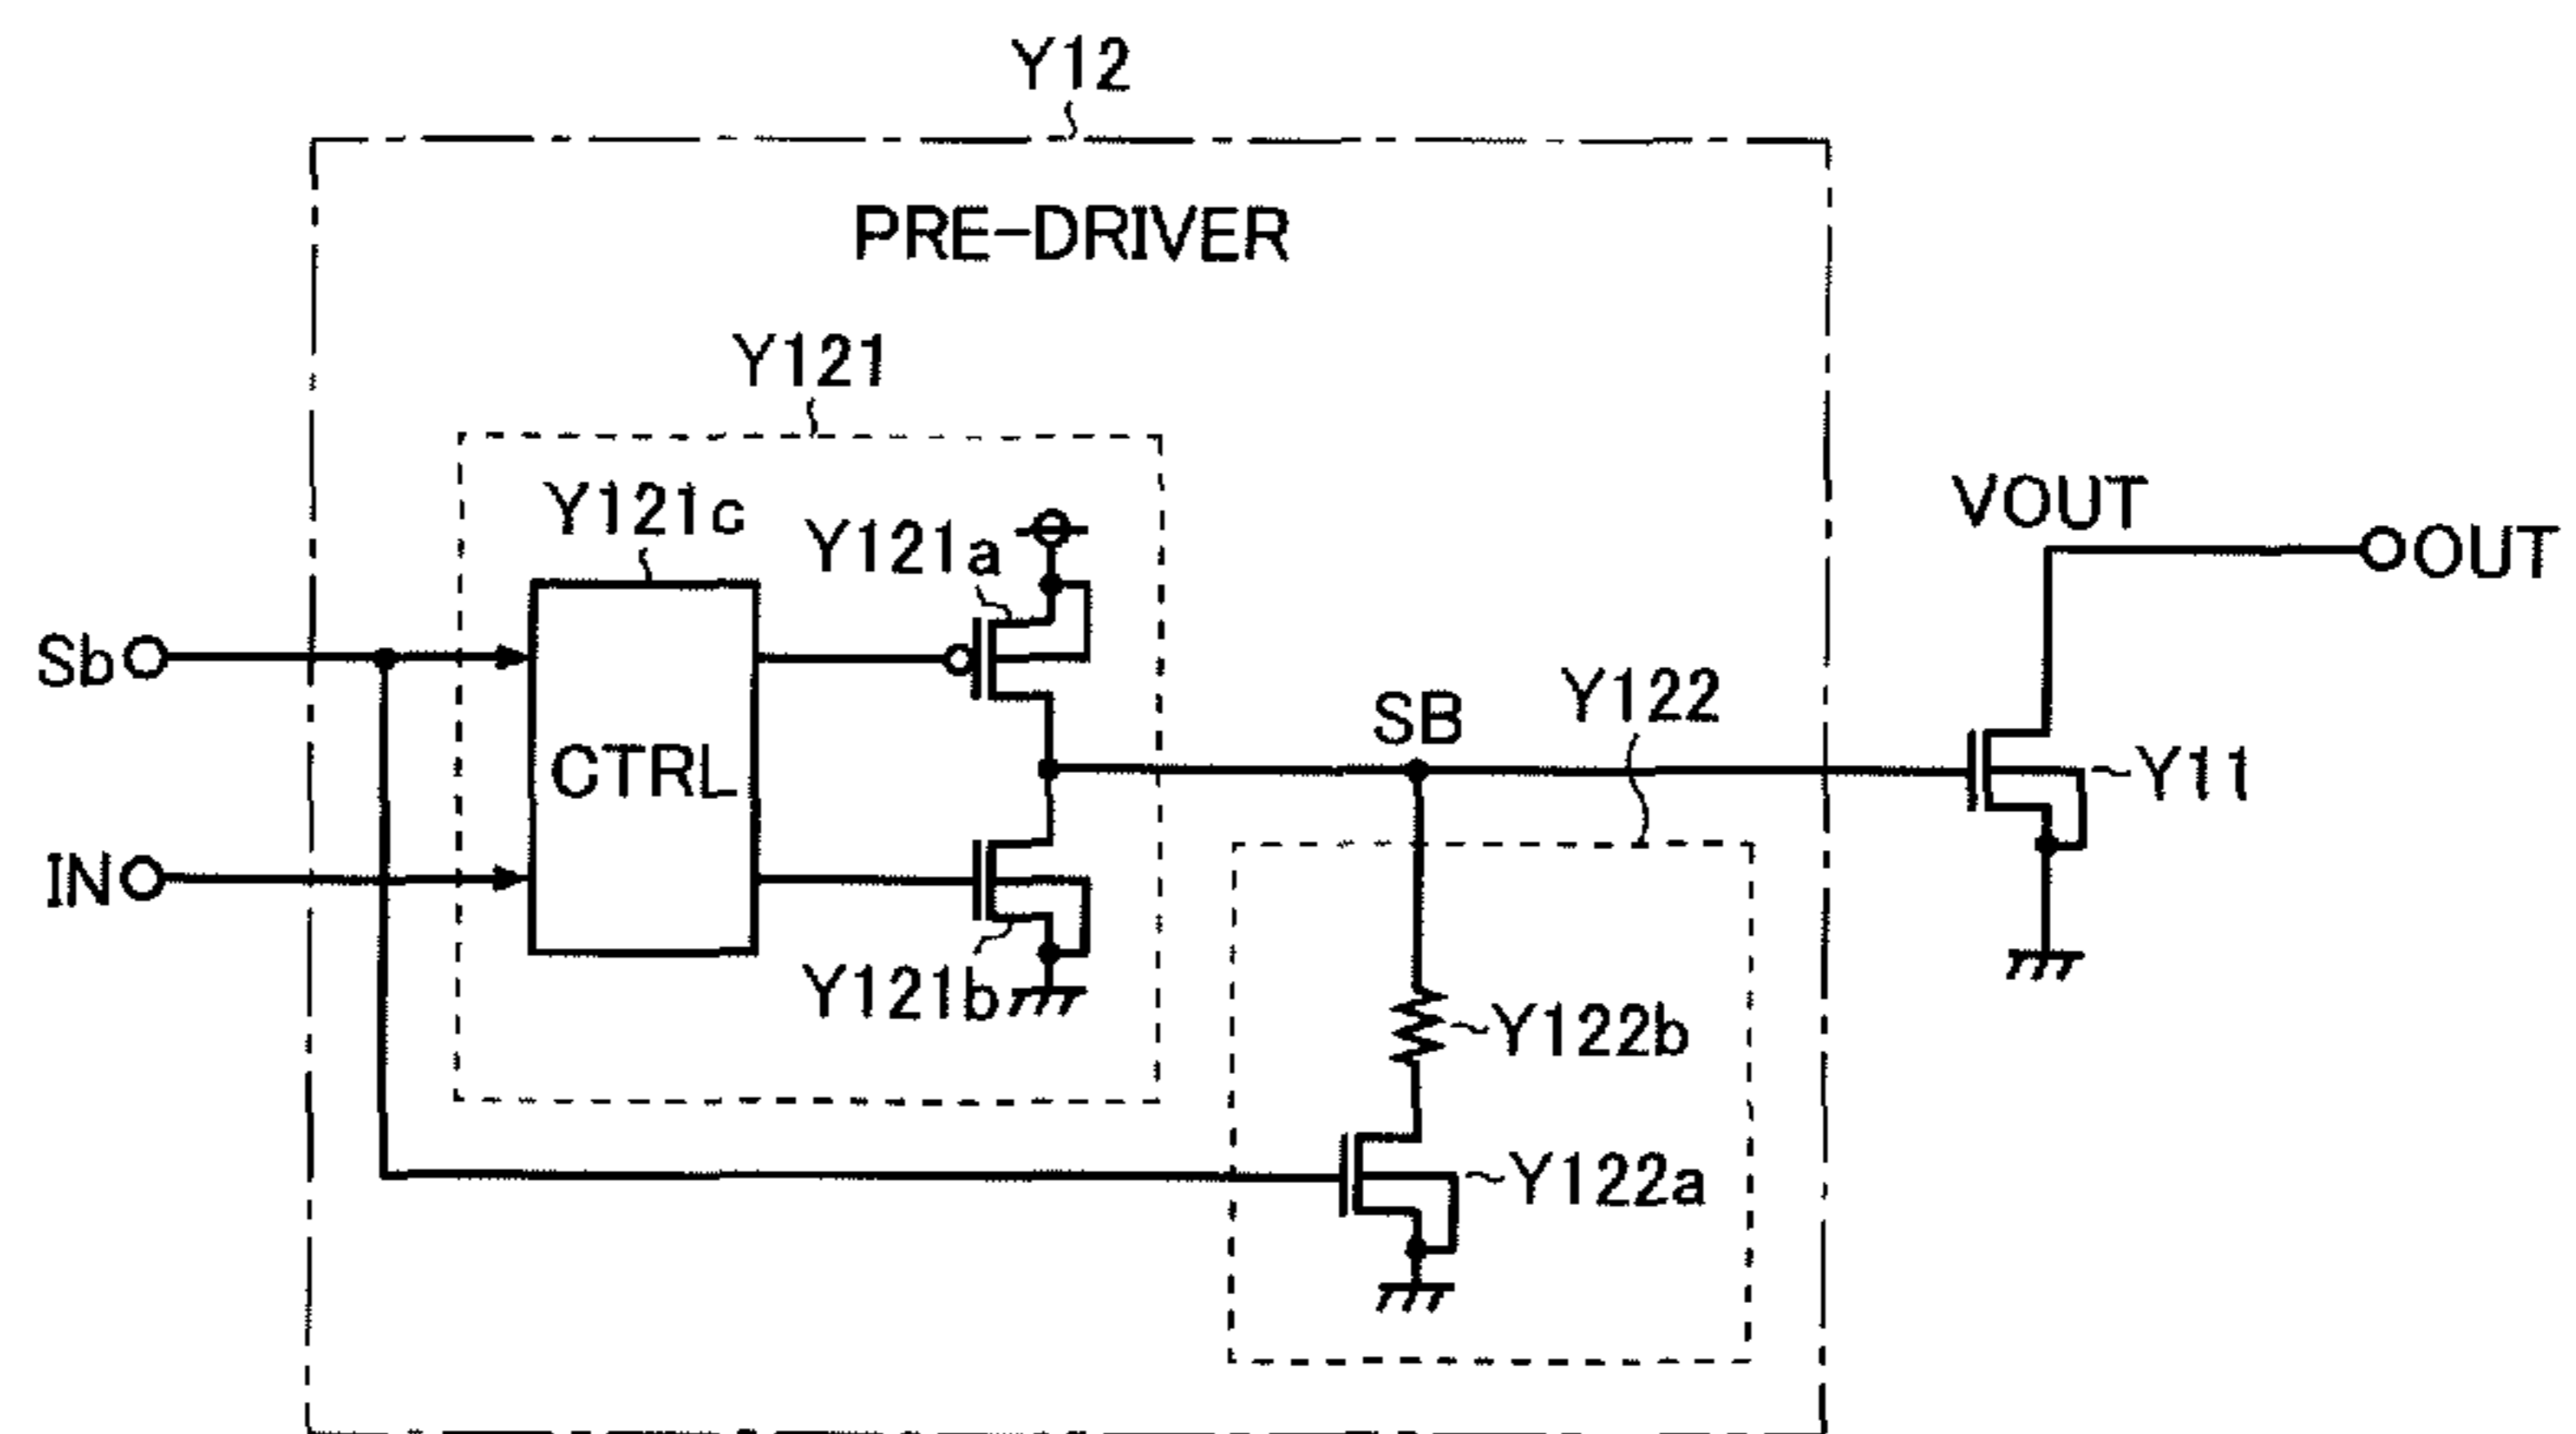 Y12
PRE-DRIVER
Y121
Y121c
Y121a
VOUT
OUT
Sb
SB
Y122
CTRL
Y11
IN
Y121b
Y122b
Y122a